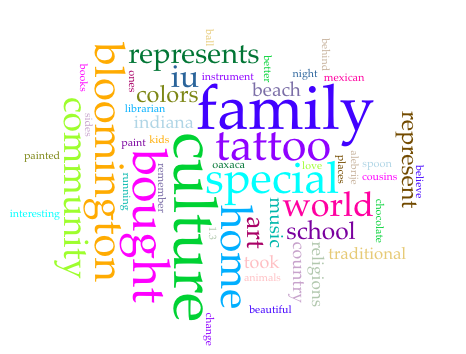 ball
behind
represents
better
night
mexican
books
bloomington
ones
iu
instrument
colors
beach
family
librarian
community
sides
indiana
represent
painted
paint
kids
culture
tattoo
bought
remember
oaxaca
love
places
alebrije
spoon
cousins
believe
running
special
interesting
home
music
world
chocolate
13
art
school
country
religions
traditional
took
animals
beautiful
change